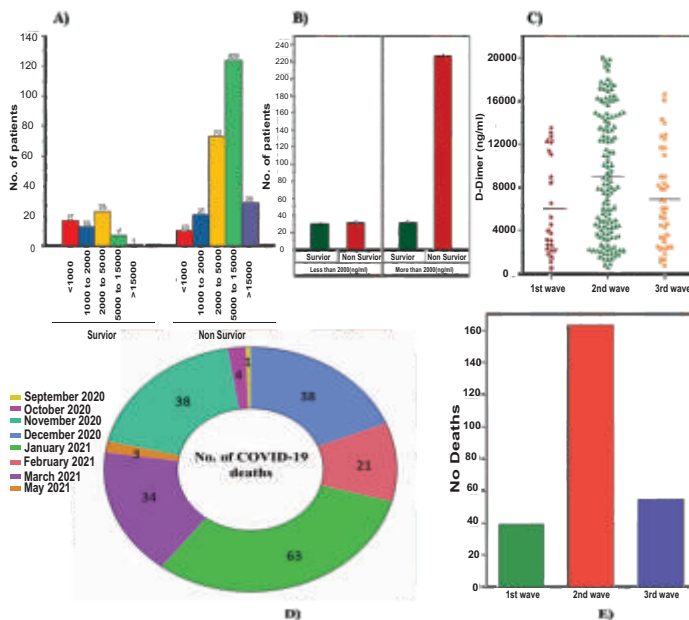 A)
No. of patients
140
120
100
80
60
40
20
0
<1000
1000 to 2000
2000 to 5000
5000 to 15000
>15000
<1000
1000 to 2000
2000 to 5000
5000 to 15000
>15000
Survior
Non Survior
B)
No. of patients
240
220
200
180
160
140
120
100
80
60
40
20
0
Survior
Non Survior
Survior
Non Survior
Less than 2000(ng/ml)
More than 2000(ng/ml)
C)
D-Dimer (ng/ml)
20000
16000
12000
8000
4000
0
1st wave
2nd wave
3rd wave
September 2020
October 2020
November 2020
December 2020
January 2021
February 2021
March 2021
May 2021
No. of COVID-19
deaths
1
38
21
63
34
3
38
4
D)
No Deaths
160
140
120
100
80
60
40
20
0
1st wave
2nd wave
3rd wave
E)